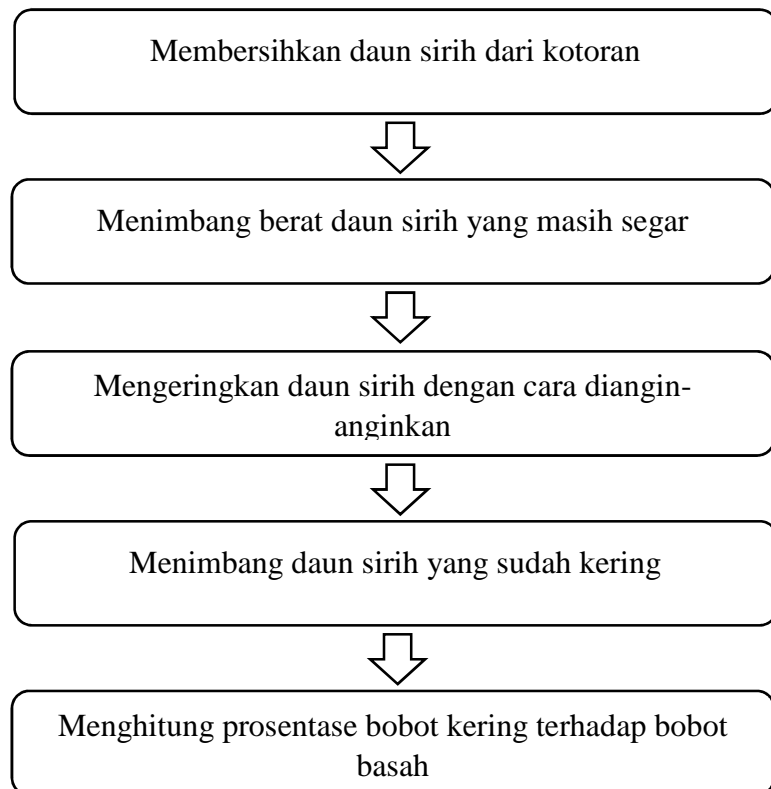 Membersihkan daun sirih dari kotoran
Menimbang berat daun sirih yang masih segar
Mengeringkan daun sirih dengan cara diangin-
anginkan
Menimbang daun sirih yang sudah kering
Menghitung prosentase bobot kering terhadap bobot
basah